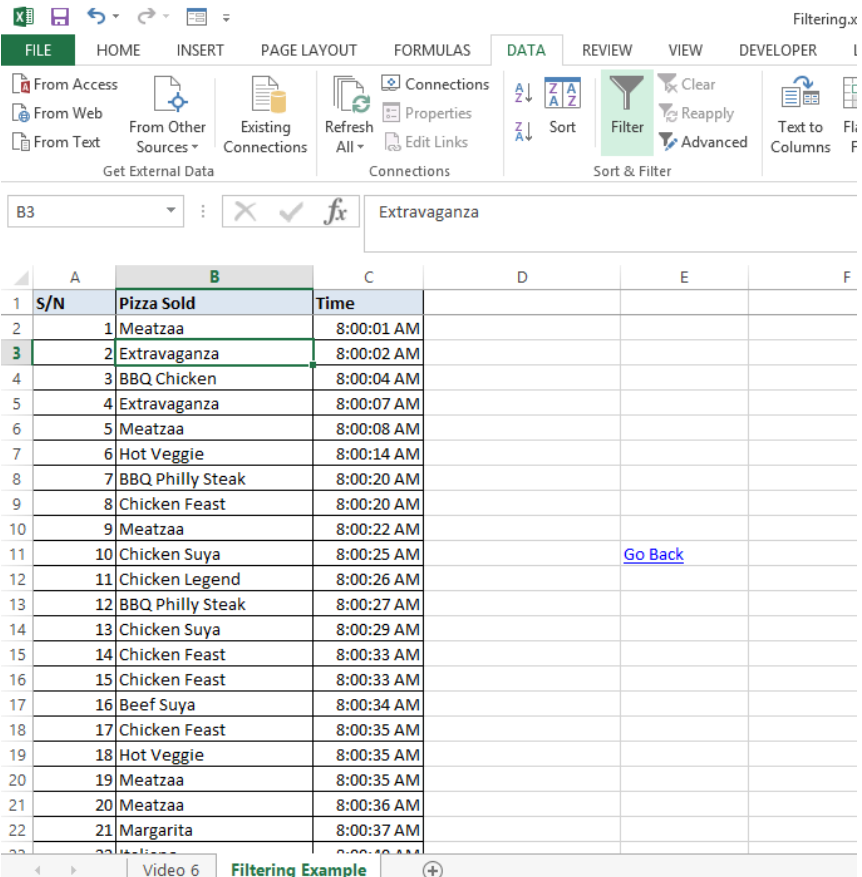 Filtering.x
FILE HOME INSERT PAGE LAYOUT FORMULAS DATA REVIEW VIEW DEVELOPER
From Access
From Web
From Text
From Other Sources
Existing Connections
Get External Data
Refresh All
Connections
Properties
Edit Links
Connections
Sort
Filter
Clear
Reapply
Advanced
Sort & Filter
Text to Columns
B3 fx Extravaganza
A B C D E F
1 S/N Pizza Sold Time
2 1 Meatzaa 8:00:01 AM
3 2 Extravaganza 8:00:02 AM
4 3 BBQ Chicken 8:00:04 AM
5 4 Extravaganza 8:00:07 AM
6 5 Meatzaa 8:00:08 AM
7 6 Hot Veggie 8:00:14 AM
8 7 BBQ Philly Steak 8:00:20 AM
9 8 Chicken Feast 8:00:20 AM
10 9 Meatzaa 8:00:22 AM
11 10 Chicken Suya 8:00:25 AM Go Back
12 11 Chicken Legend 8:00:26 AM
13 12 BBQ Philly Steak 8:00:27 AM
14 13 Chicken Suya 8:00:29 AM
15 14 Chicken Feast 8:00:33 AM
16 15 Chicken Feast 8:00:33 AM
17 16 Beef Suya 8:00:34 AM
18 17 Chicken Feast 8:00:35 AM
19 18 Hot Veggie 8:00:35 AM
20 19 Meatzaa 8:00:35 AM
21 20 Meatzaa 8:00:36 AM
22 21 Margarita 8:00:37 AM
Video 6 Filtering Example